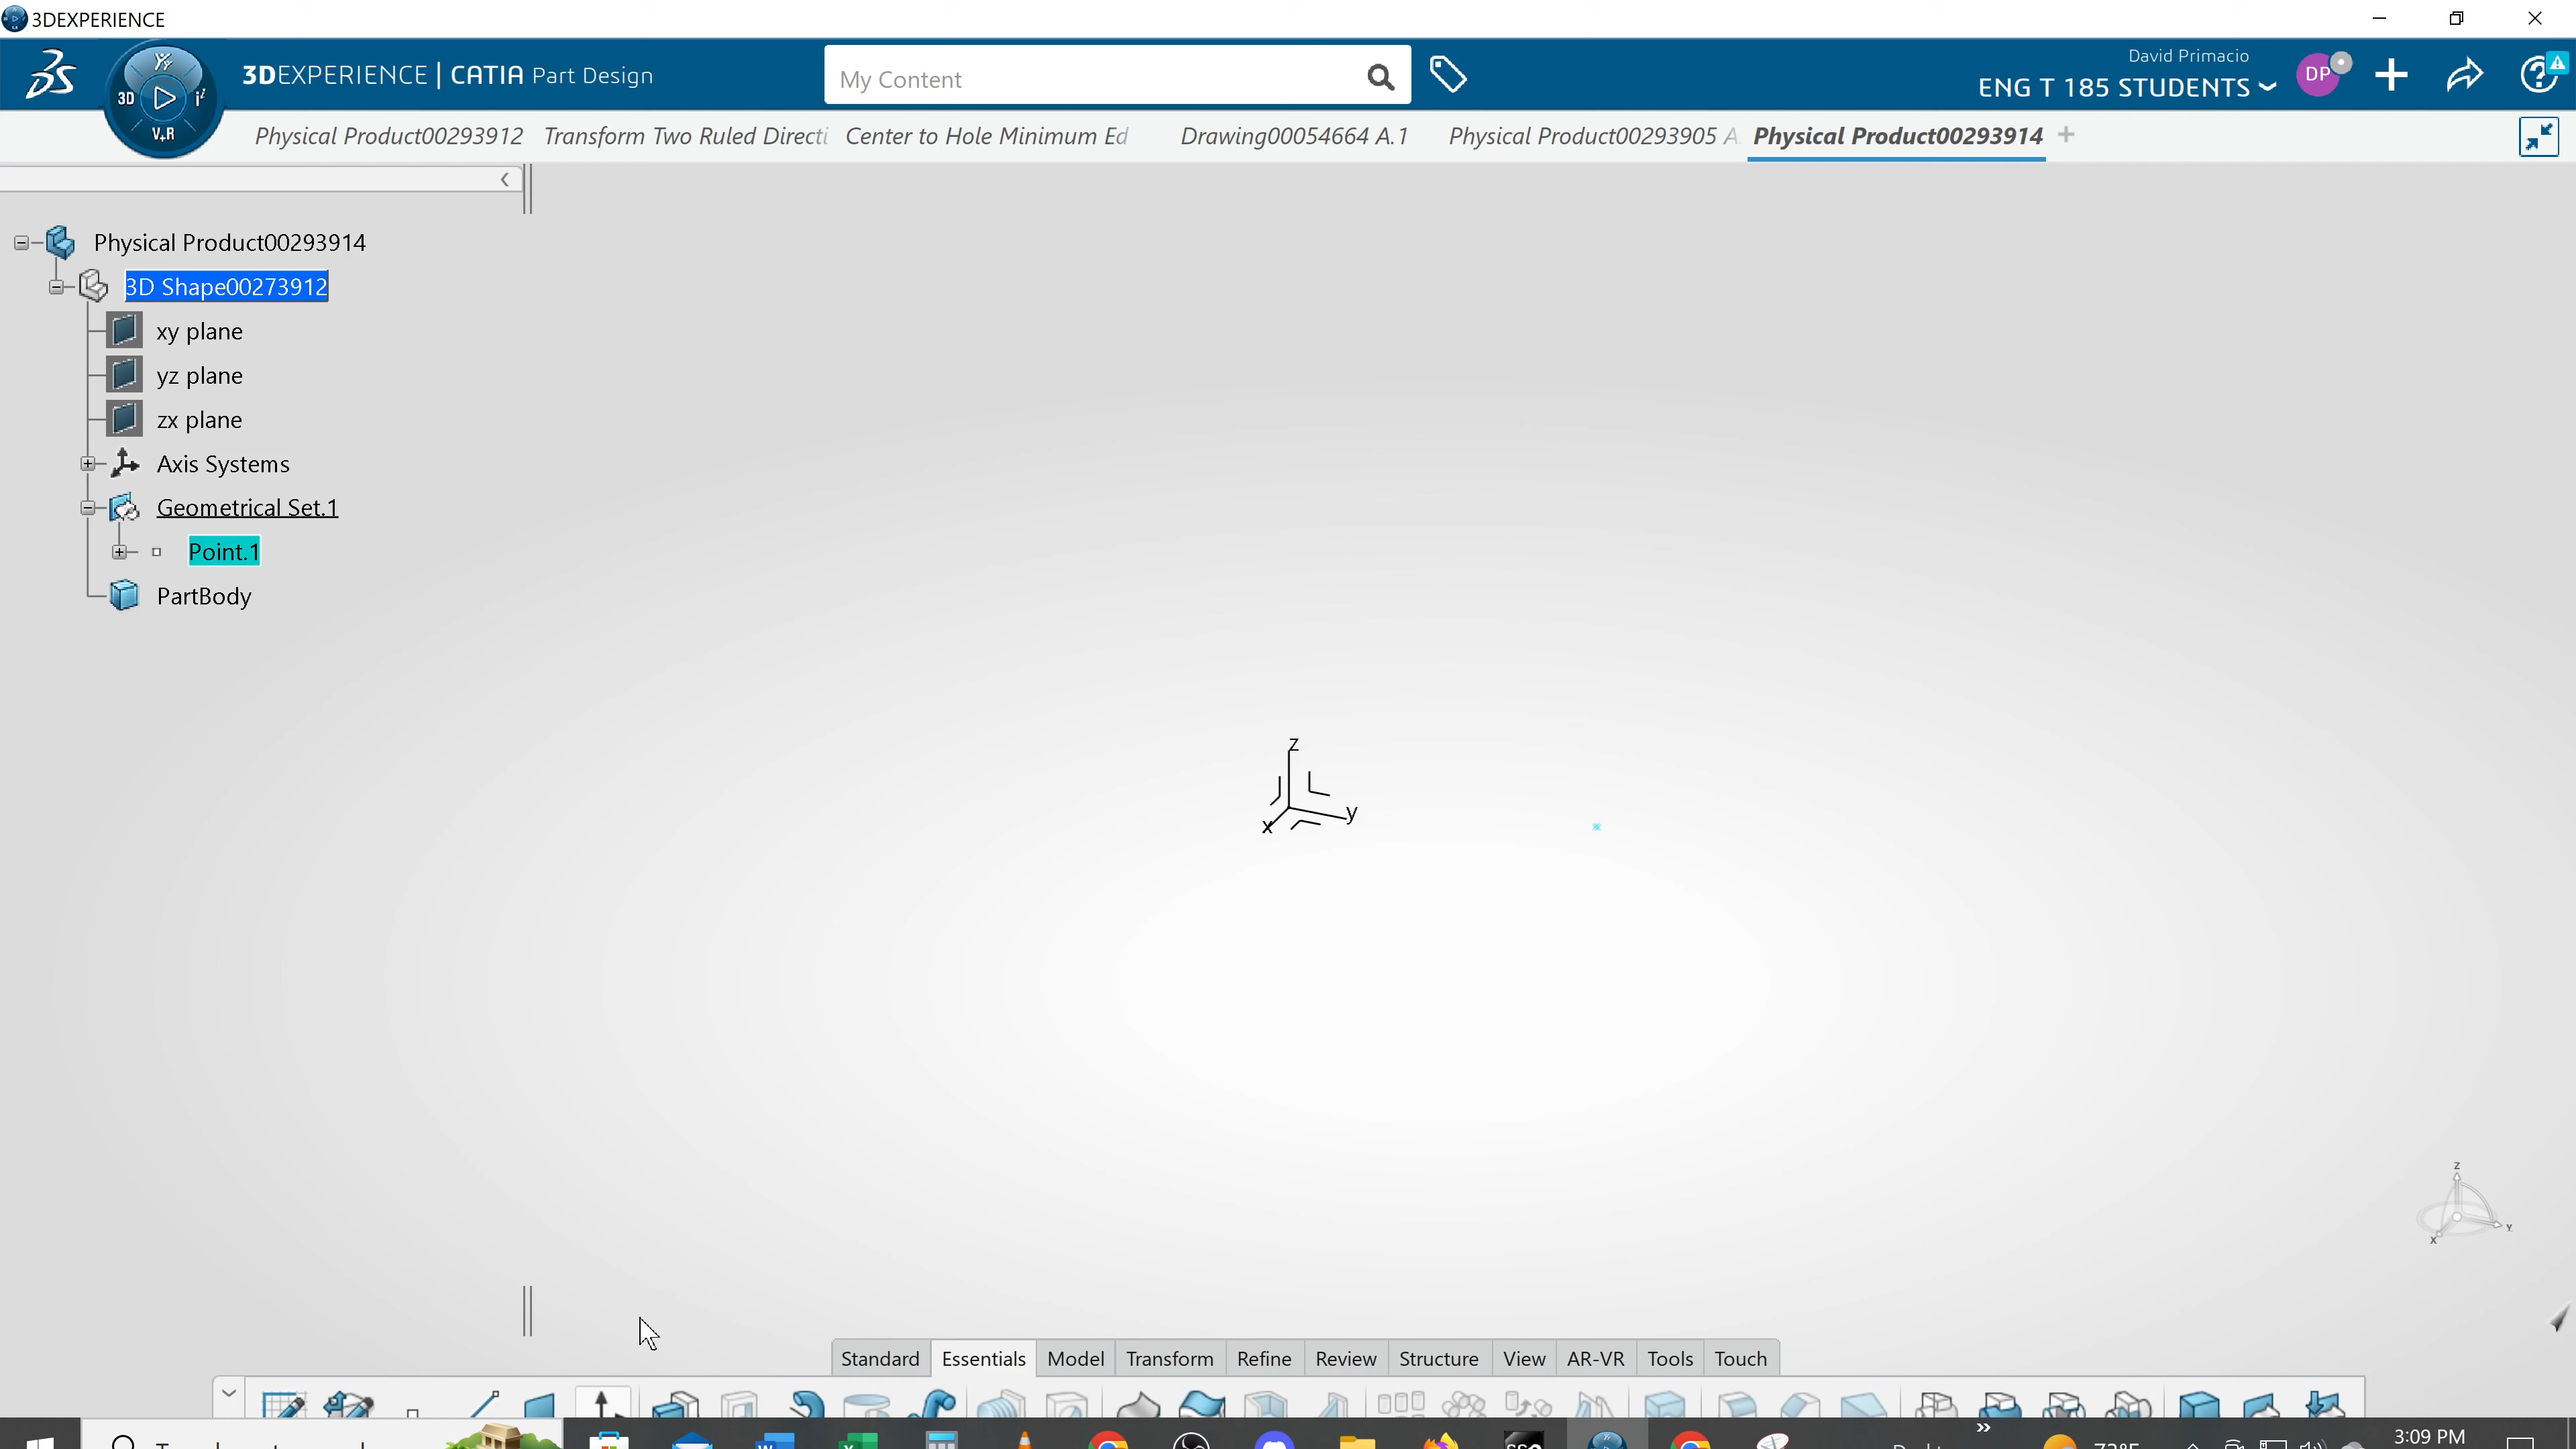 3DEXPERIENCE
3DEXPERIENCE | CATIA Part Design
My Content
David Primacio
ENG T 185 STUDENTS
DP
3D
V+R
Physical Product00293912
Transform Two Ruled Directi
Center to Hole Minimum Ed
Drawing00054664 A.1
Physical Product00293905 A
Physical Product00293914
Physical Product00293914
3D Shape00273912
xy plane
yz plane
zx plane
Axis Systems
Geometrical Set.1
Point.1
PartBody
z
y
x
z
y
x
Standard
Essentials
Model
Transform
Refine
Review
Structure
View
AR-VR
Tools
Touch
3:09 PM